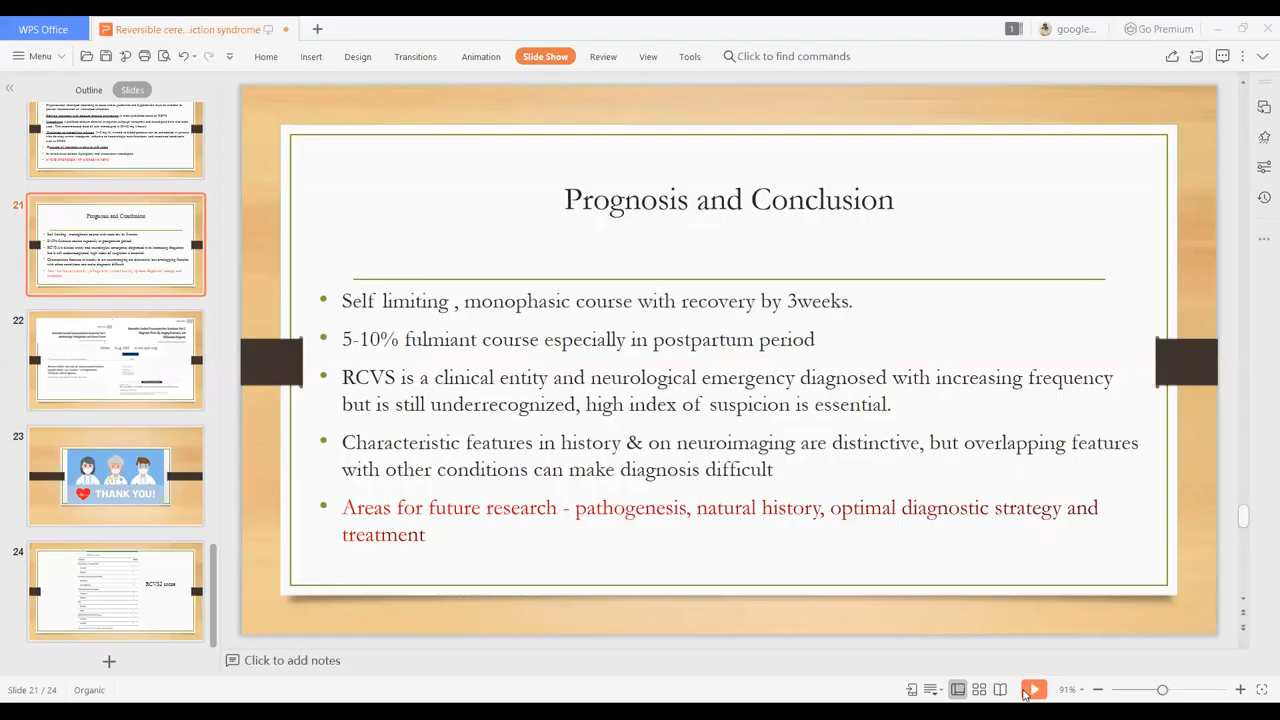 WPS Office
Reversible cere...iction syndrome
1
google...
Go Premium
Menu
Home
Insert
Design
Transitions
Animation
Slide Show
Review
View
Tools
Click to find commands
Outline
Slides
21
Prognosis and Conclusion
22
23
THANK YOU!
24
RCVS2 score
Prognosis and Conclusion
• Self limiting , monophasic course with recovery by 3weeks.
• 5-10% fulmiant course especially in postpartum period
RCVS is a clinical entity and neurological emergency diagnosed with increasing frequency
but is still underrecognized, high index of suspicion is essential.
• Characteristic features in history & on neuroimaging are distinctive, but overlapping features
with other conditions can make diagnosis difficult
• Areas for future research - pathogenesis, natural history, optimal diagnostic strategy and
treatment
Click to add notes
Slide 21 / 24
Organic
91%